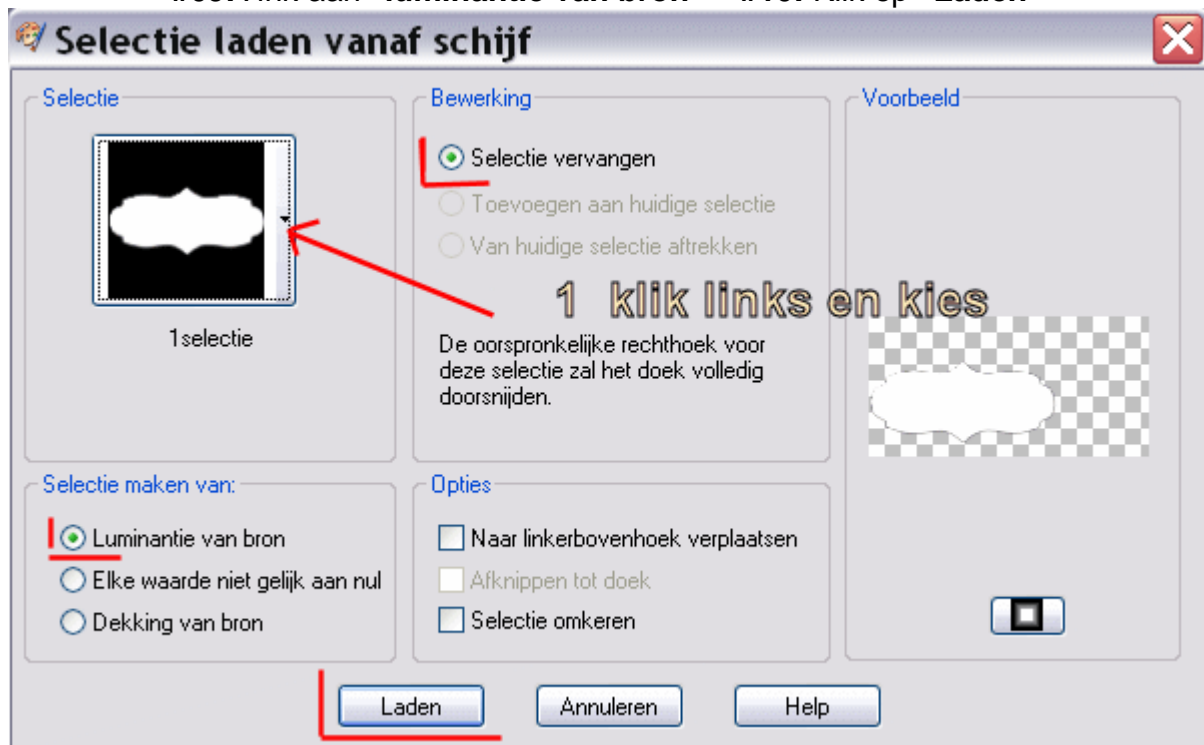 Selectie laden vanaf schijf
Selectie
1selectie
Bewerking
Selectie vervangen
Toevoegen aan huidige selectie
Van huidige selectie aftrekken
1 klik links en kies
De oorspronkelijke rechthoek voor
deze selectie zal het doek volledig
doorsnijden.
Voorbeeld
Selectie maken van:
Luminantie van bron
Elke waarde niet gelijk aan nul
Dekking van bron
Opties
Naar linkerbovenhoek verplaatsen
Afknippen tot doek
Selectie omkeren
Laden
Annuleren
Help